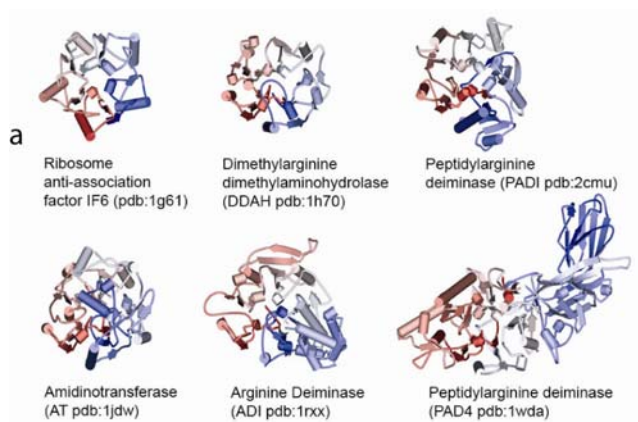 a
Ribosome
anti-association
factor IF6 (pdb:1g61)
Dimethylarginine
dimethylaminohydrolase
(DDAH pdb:1h70)
Peptidylarginine
deiminase (PADI pdb:2cmu)
Amidinotransferase
(AT pdb:1jdw)
Arginine Deiminase
(ADI pdb:1rxx)
Peptidylarginine deiminase
(PAD4 pdb:1wda)